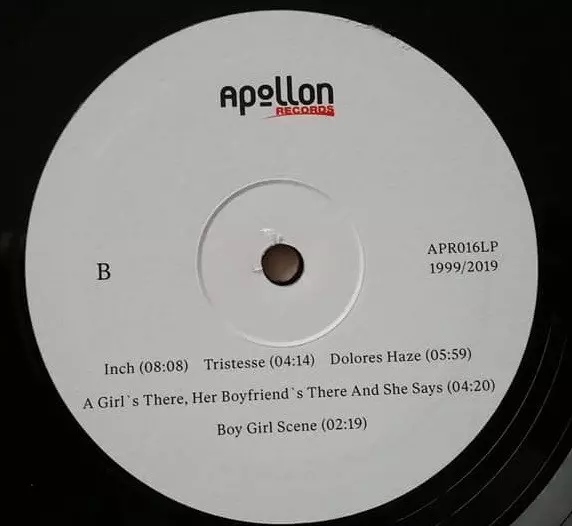 Apollon
RECORDS
B
APR016LP
1999/2019
Inch (08:08) Tristesse (04:14) Dolores Haze (05:59)
A Girl`s There, Her Boyfriend`s There And She Says (04:20)
Boy Girl Scene (02:19)